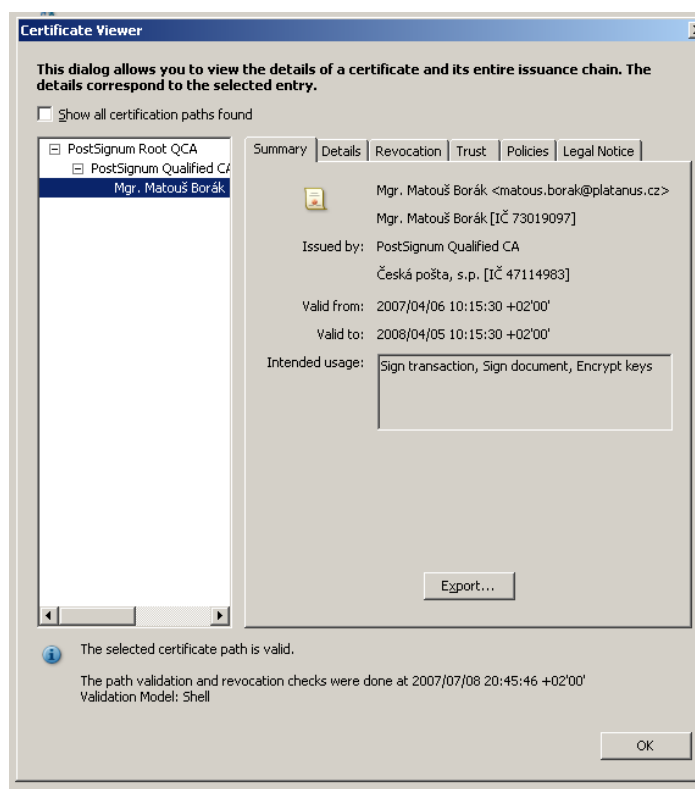 Certificate Viewer
This dialog allows you to view the details of a certificate and its entire issuance chain. The
details correspond to the selected entry.
Show all certification paths found
PostSignum Root QCA
PostSignum Qualified CA
Mgr. Matouš Borák
Summary Details Revocation Trust Policies Legal Notice
Mgr. Matouš Borák <matous.borak@platanus.cz>
Mgr. Matouš Borák [IČ 73019097]
Issued by: PostSignum Qualified CA
Česká pošta, s.p. [IČ 47114983]
Valid from: 2007/04/06 10:15:30 +02'00'
Valid to: 2008/04/05 10:15:30 +02'00'
Intended usage: Sign transaction, Sign document, Encrypt keys
Export...
The selected certificate path is valid.
The path validation and revocation checks were done at 2007/07/08 20:45:46 +02'00'
Validation Model: Shell
OK